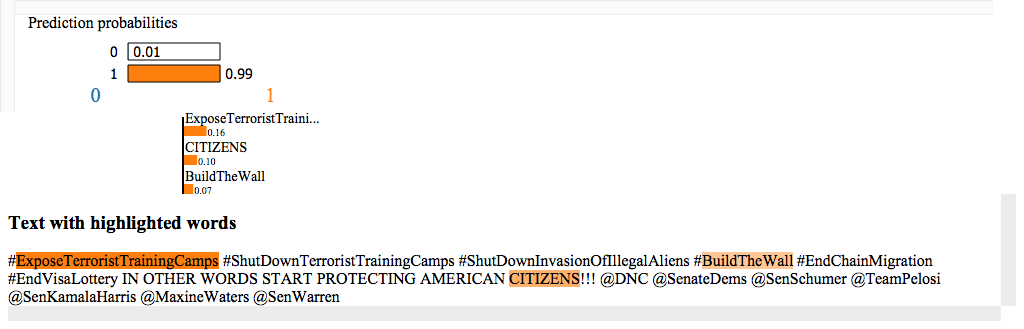 Prediction probabilities
0 0.01
1 0.99
0 1
ExposeTerroristTraini...
0.16
CITIZENS
0.10
BuildTheWall
0.07
Text with highlighted words
#ExposeTerroristTrainingCamps #ShutDownTerroristTrainingCamps #ShutDownInvasionOfIllegalAliens #BuildTheWall #EndChainMigration
#EndVisaLottery IN OTHER WORDS START PROTECTING AMERICAN CITIZENS!!! @DNC @SenateDems @SenSchumer @TeamPelosi
@SenKamalaHarris @MaxineWaters @SenWarren